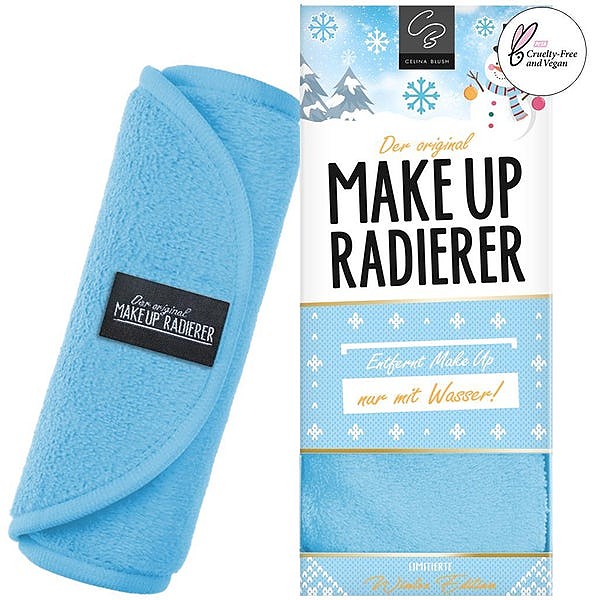 CB
CELINA BLUSH
Cruelty-Free
and Vegan
Der original
MAKE UP
RADIERER
Der original
MAKE UP RADIERER
Entfernt Make Up
nur mit Wasser!
LIMITIERTE
Winter Edition